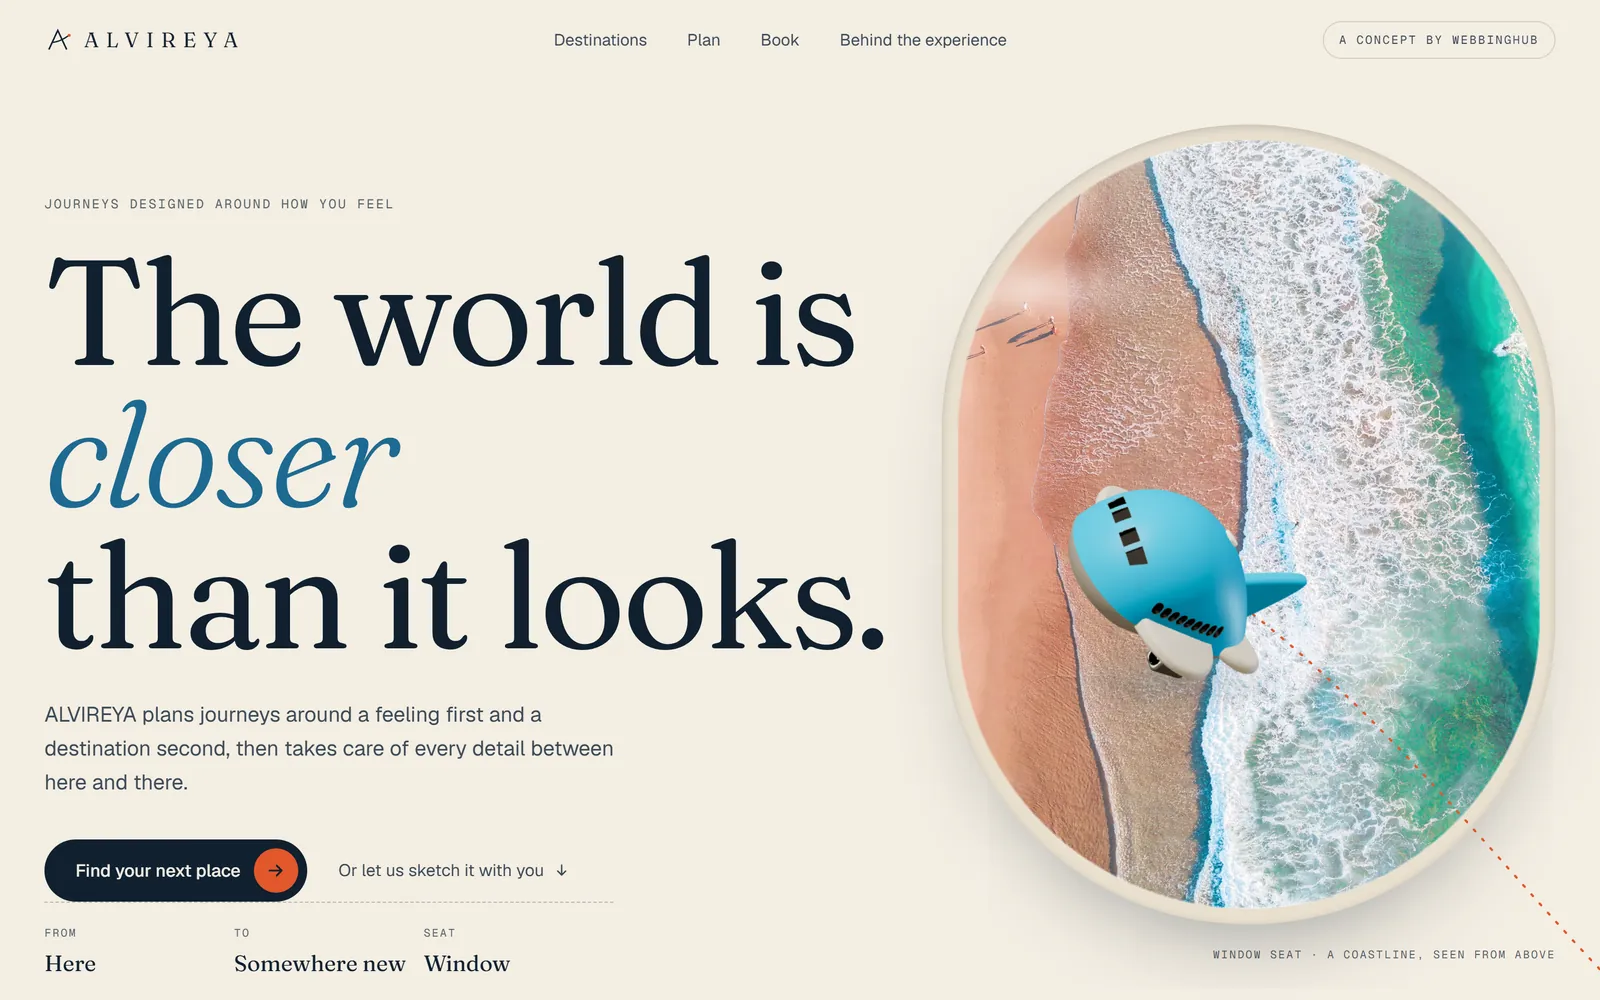 ALVIREYA
Destinations
Plan
Book
Behind the experience
A CONCEPT BY WEBBINGHUB
JOURNEYS DESIGNED AROUND HOW YOU FEEL
The world is
closer
than it looks.
ALVIREYA plans journeys around a feeling first and a
destination second, then takes care of every detail between
here and there.
Find your next place →
Or let us sketch it with you ↓
FROM
Here
TO
Somewhere new
SEAT
Window
WINDOW SEAT · A COASTLINE, SEEN FROM ABOVE